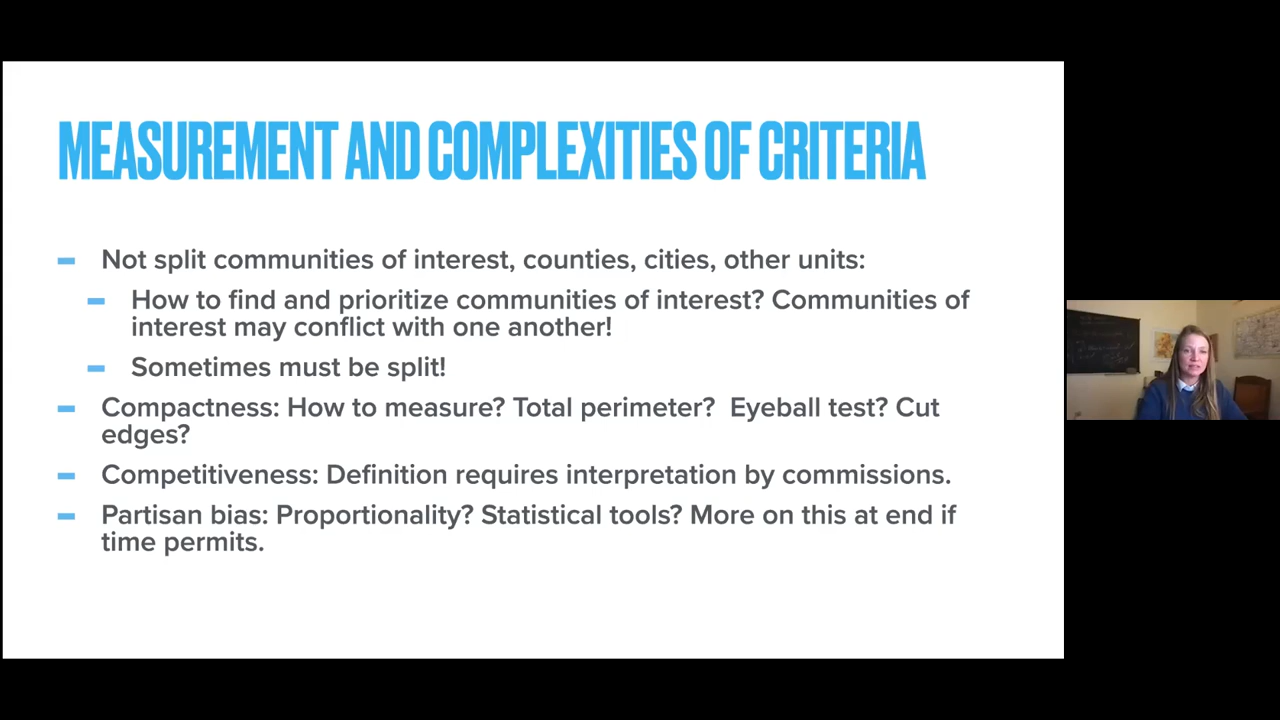 MEASUREMENT AND COMPLEXITIES OF CRITERIA
Not split communities of interest, counties, cities, other units:
How to find and prioritize communities of interest? Communities of
interest may conflict with one another!
Sometimes must be split!
Compactness: How to measure? Total perimeter? Eyeball test? Cut
edges?
Competitiveness: Definition requires interpretation by commissions.
Partisan bias: Proportionality? Statistical tools? More on this at end if
time permits.